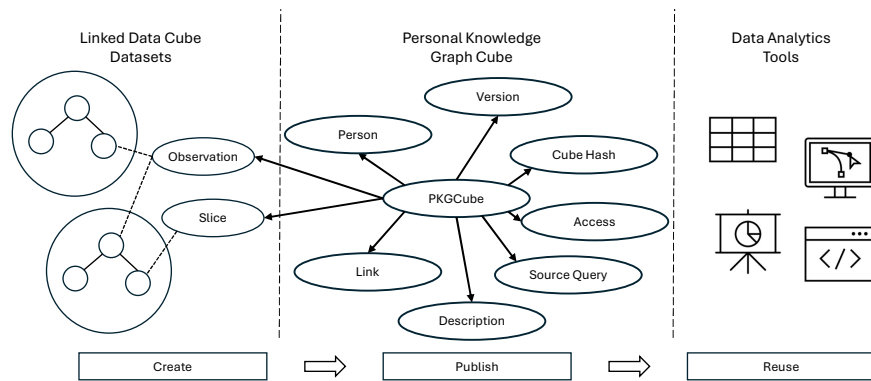 Linked Data Cube
Datasets
Personal Knowledge
Graph Cube
Data Analytics
Tools
Version
Person
Observation
Cube Hash
PKGCube
Slice
Access
Link
Source Query
Description
</>
Create
Publish
Reuse